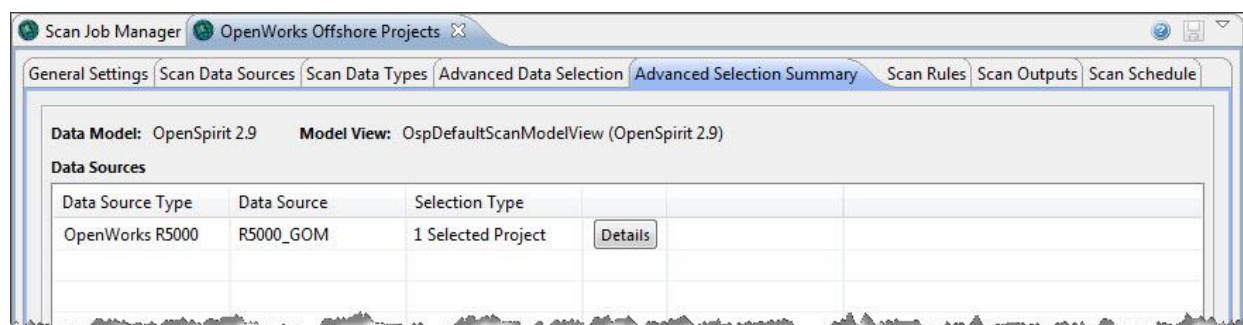 Scan Job Manager OpenWorks Offshore Projects
General Settings Scan Data Sources Scan Data Types Advanced Data Selection Advanced Selection Summary Scan Rules Scan Outputs Scan Schedule
Data Model: OpenSpirit 2.9 Model View: OspDefaultScanModelView (OpenSpirit 2.9)
Data Sources
Data Source Type Data Source Selection Type
OpenWorks R5000 R5000_GOM 1 Selected Project Details